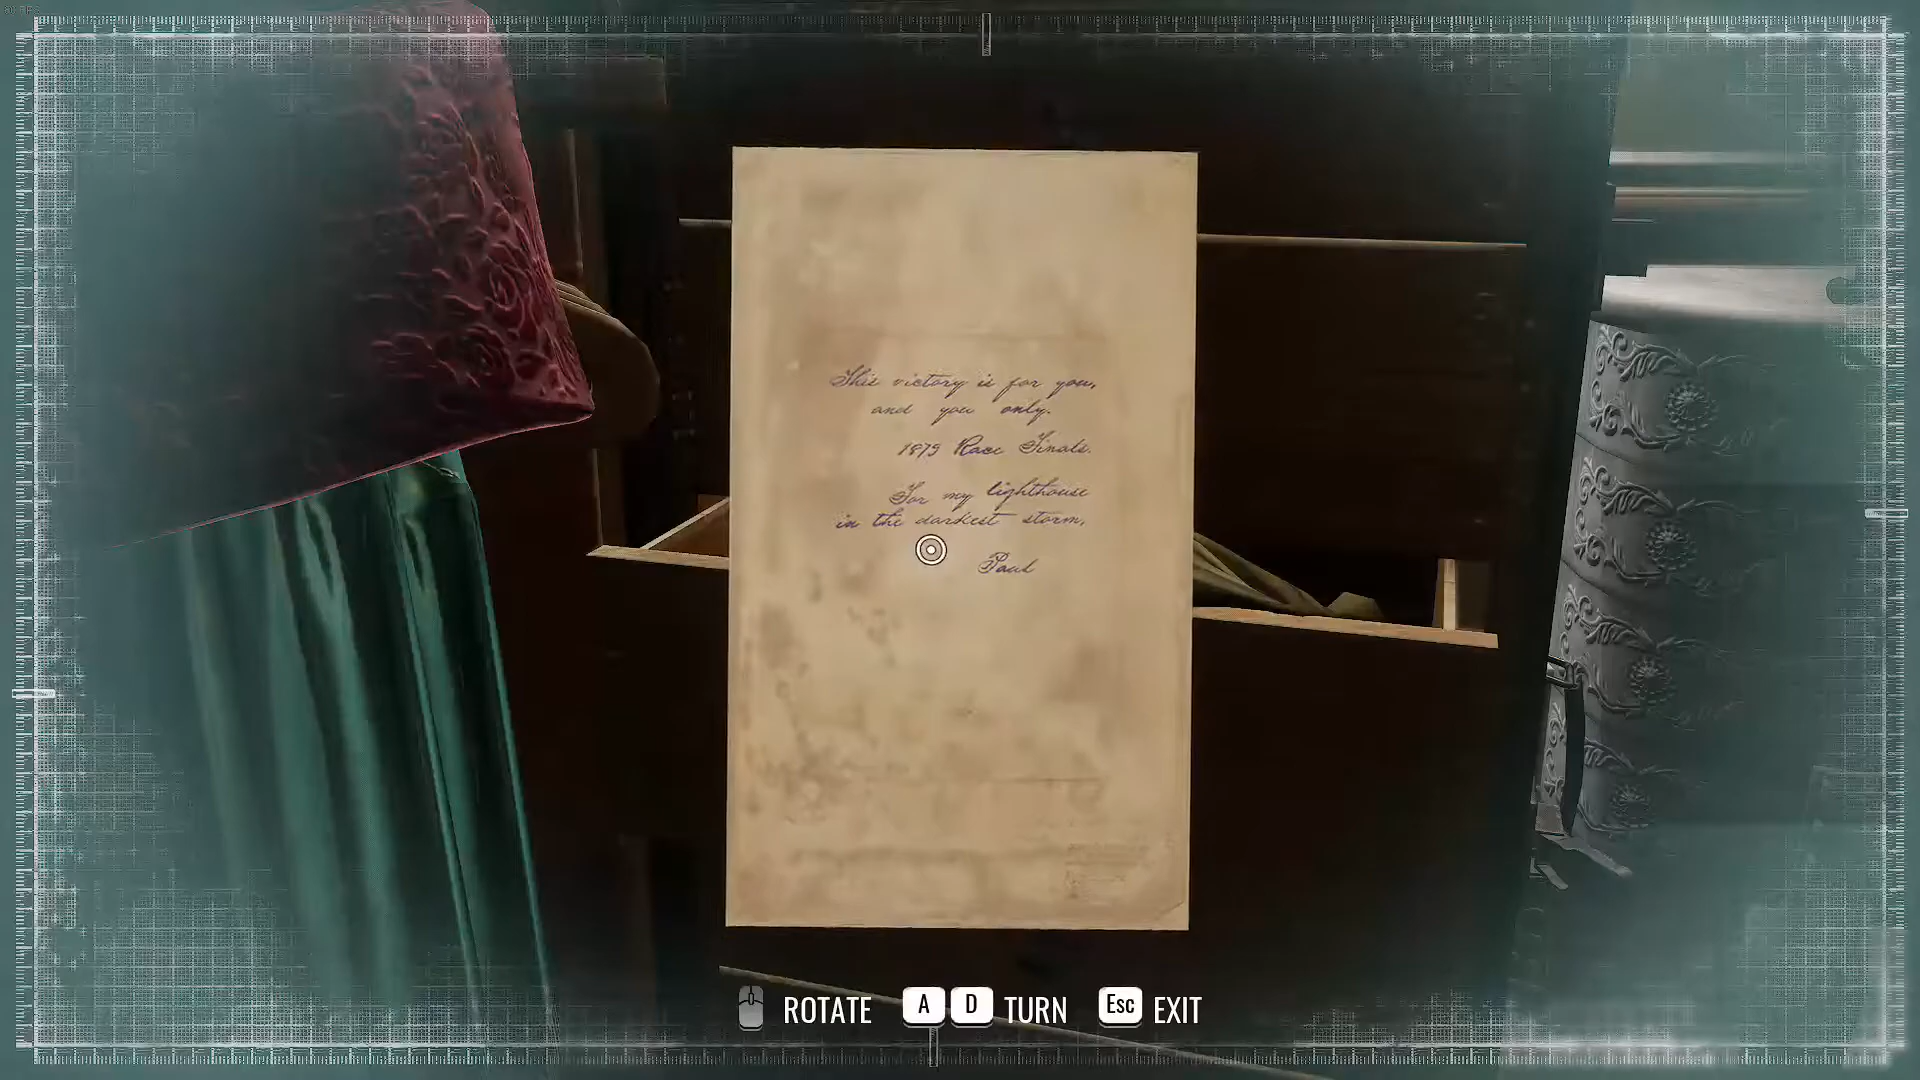 This victory is for you,
and you only.
1879 Race Finals.
For my lighthouse
in the darkest storm,
Paul
ROTATE A D TURN Esc EXIT